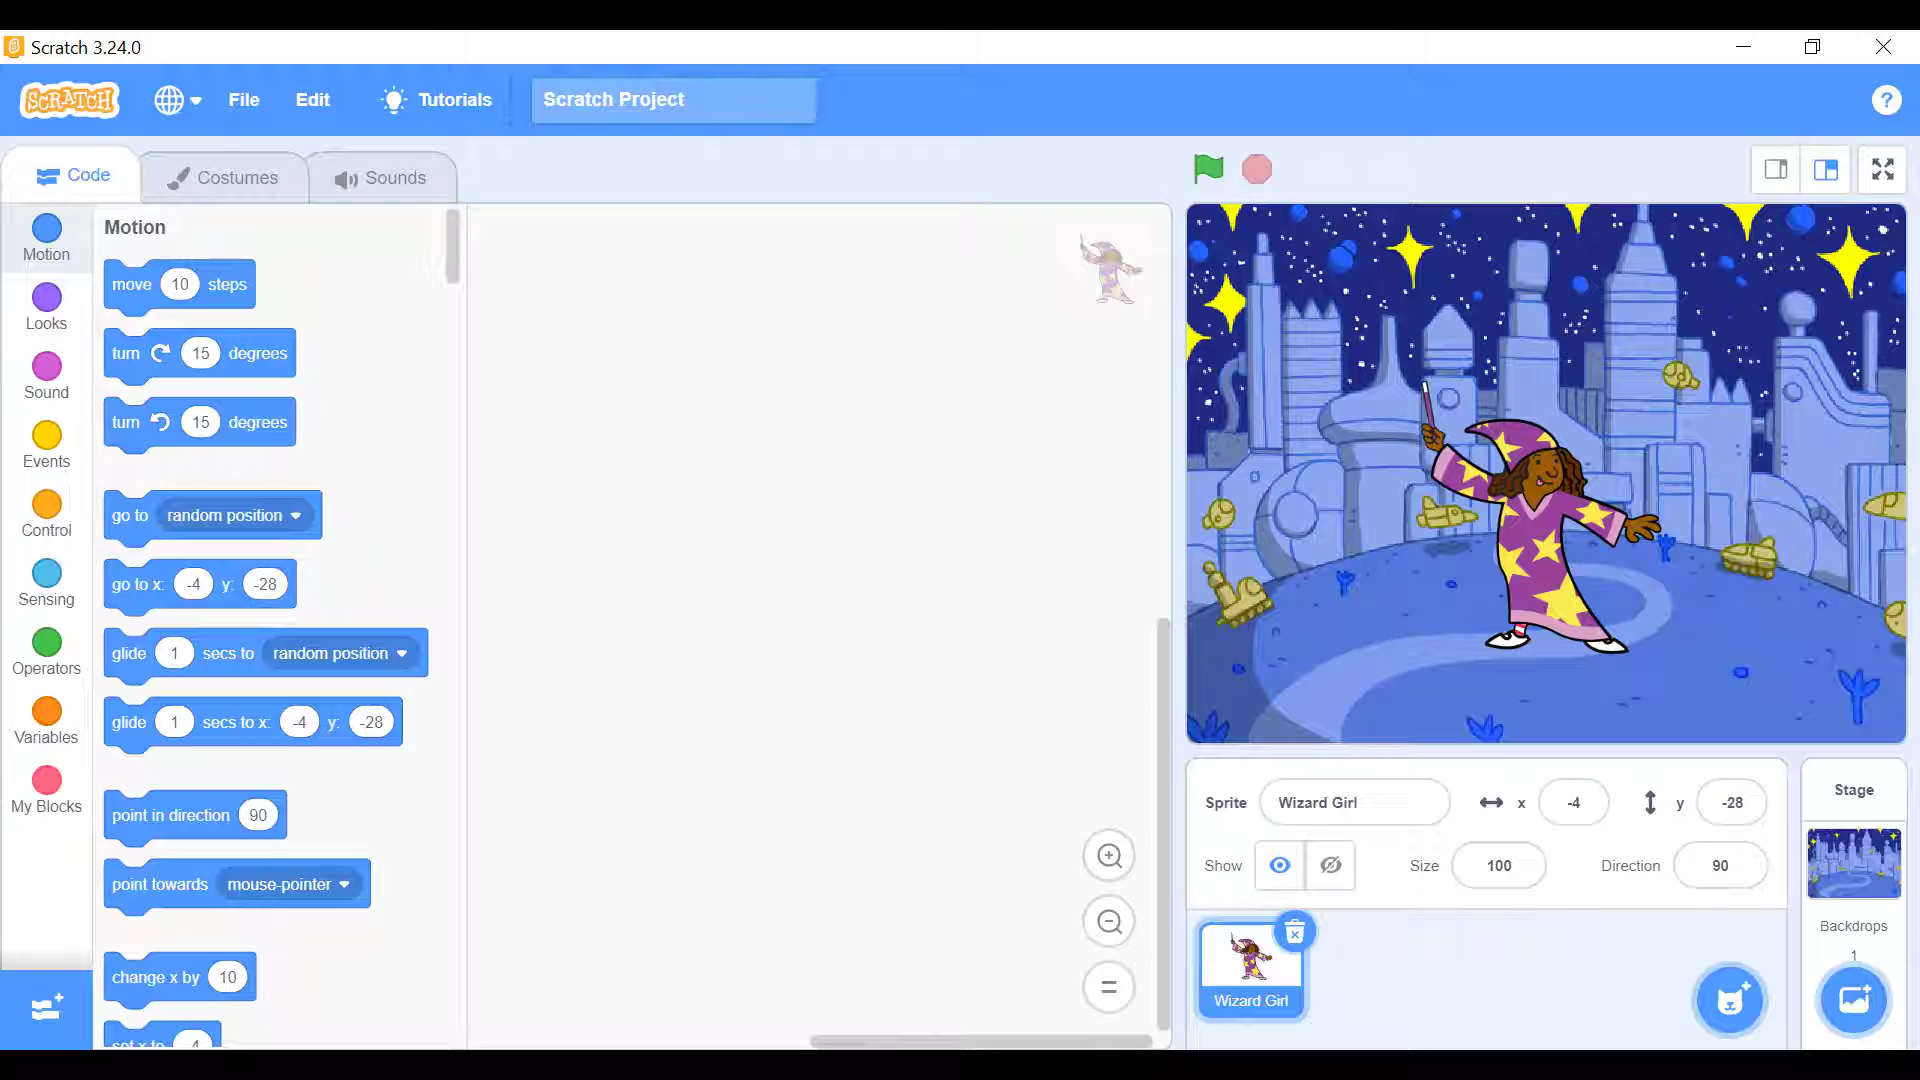 Scratch 3.24.0
SCRATCH
File
Edit
Tutorials
Scratch Project
?
Code
Costumes
Sounds
Motion
Looks
Sound
Events
Control
Sensing
Operators
Variables
My Blocks
Motion
move 10 steps
turn 15 degrees
turn 15 degrees
go to random position
go to x: -4 y: -28
glide 1 secs to random position
glide 1 secs to x: -4 y: -28
point in direction 90
point towards mouse-pointer
change x by 10
set x to -4
Sprite Wizard Girl x -4 y -28
Show Size 100 Direction 90
Wizard Girl
Stage
Backdrops
1